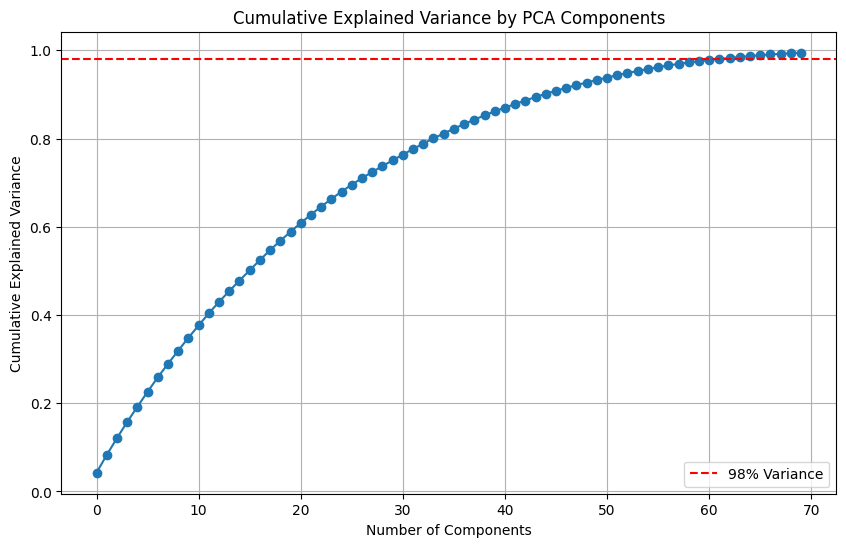 Cumulative Explained Variance by PCA Components
Cumulative Explained Variance
1.0
0.8
0.6
0.4
0.2
0.0
0 10 20 30 40 50 60 70
Number of Components
98% Variance